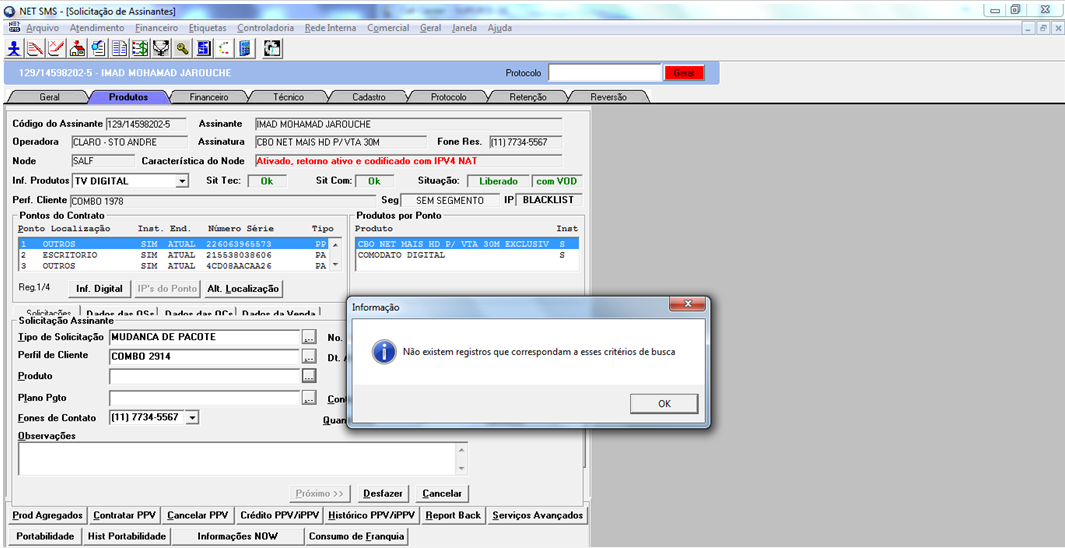 NET SMS - [Solicitação de Assinantes]
Arquivo Atendimento Financeiro Etiquetas Controladoria Rede Interna Comercial Geral Janela Ajuda
129/14598202-5 - IMAD MOHAMAD JAROUCHE Protocolo Gerar
Geral Produtos Financeiro Técnico Cadastro Protocolo Retenção Reversão
Código do Assinante 129/14598202-5 Assinante IMAD MOHAMAD JAROUCHE
Operadora CLARO - STO ANDRE Assinatura CBO NET MAIS HD P/ VTA 30M Fone Res. (11) 7734-5567
Node SALF Característica do Node Ativado, retorno ativo e codificado com IPV4 NAT
Inf. Produtos TV DIGITAL Sit Tec: Ok Sit Com: Ok Situação: Liberado com VOD
Perf. Cliente COMBO 1978 Seg SEM SEGMENTO IP BLACKLIST
Pontos do Contrato Produtos por Ponto
Ponto Localização Inst. End. Número Série Tipo Produto Inst
1 OUTROS SIM ATUAL 226063965573 PP CBO NET MAIS HD P/ VTA 30M EXCLUSIV S
2 ESCRITORIO SIM ATUAL 215538038606 PA COMODATO DIGITAL S
3 OUTROS SIM ATUAL 4CD08AACAA26 PA
Reg.1/4 Inf. Digital IP's do Ponto Alt. Localização
Solicitações Dados das OSs Dados das OCs Dados da Venda
Solicitação Assinante
Tipo de Solicitação MUDANCA DE PACOTE ... No.
Perfil de Cliente COMBO 2914 ... Dt.
Produto ...
Plano Pgto ... Cont
Fones de Contato (11) 7734-5567 Quan
Observações
Próximo >> Desfazer Cancelar
Informação
Não existem registros que correspondam a esses critérios de busca
OK
Prod Agregados Contratar PPV Cancelar PPV Crédito PPV/iPPV Histórico PPV/iPPV Report Back Serviços Avançados
Portabilidade Hist Portabilidade Informações NOW Consumo de Franquia